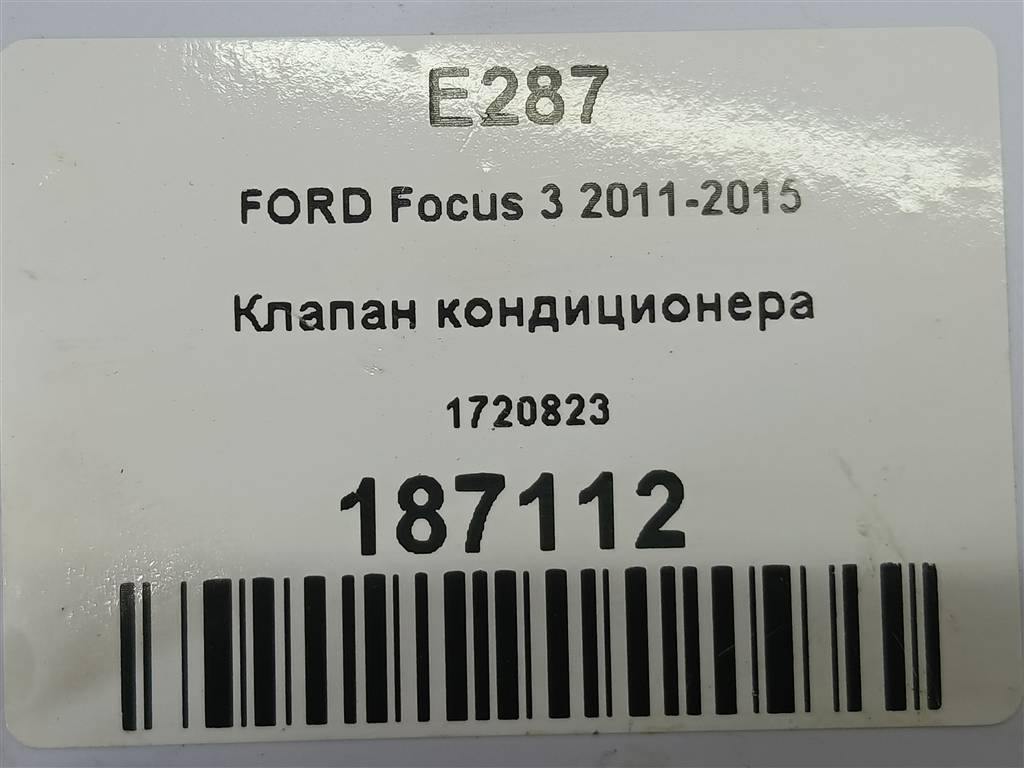 E287
FORD Focus 3 2011-2015
Клапан кондиционера
1720823
187112